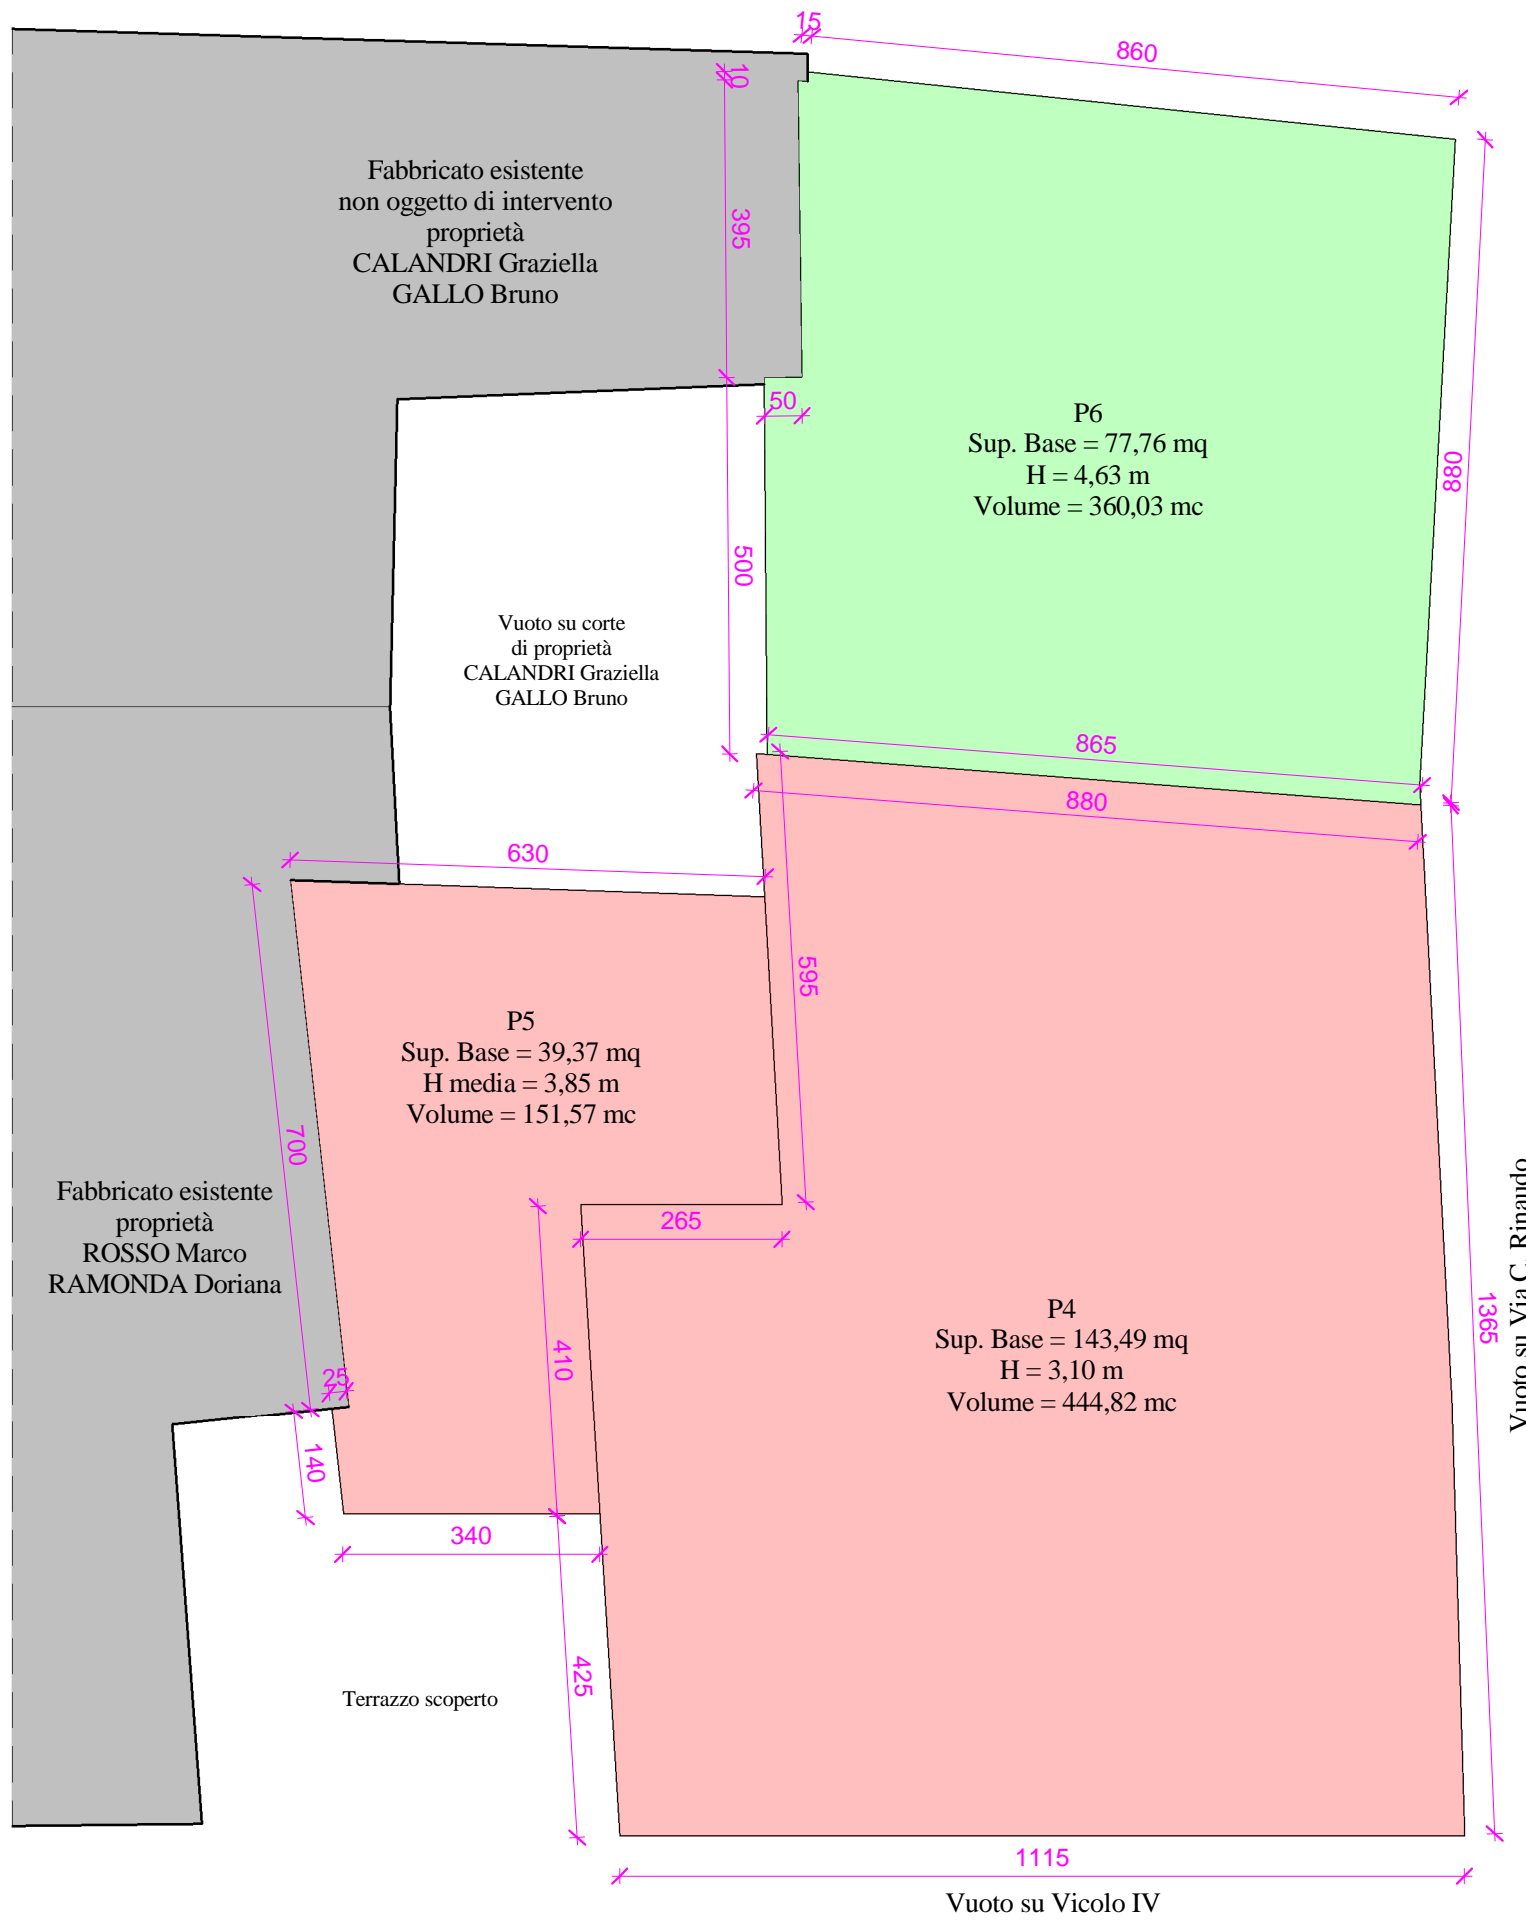 15
860
10
Fabbricato esistente
non oggetto di intervento
proprietà
CALANDRI Graziella
GALLO Bruno
395
50
P6
Sup. Base = 77,76 mq
H = 4,63 m
Volume = 360,03 mc
880
500
Vuoto su corte
di proprietà
CALANDRI Graziella
GALLO Bruno
865
880
630
595
P5
Sup. Base = 39,37 mq
H media = 3,85 m
Volume = 151,57 mc
700
Fabbricato esistente
proprietà
ROSSO Marco
RAMONDA Doriana
265
P4
Sup. Base = 143,49 mq
H = 3,10 m
Volume = 444,82 mc
1365
Vuoto su Via C. Rinaudo
410
25
140
340
425
Terrazzo scoperto
1115
Vuoto su Vicolo IV